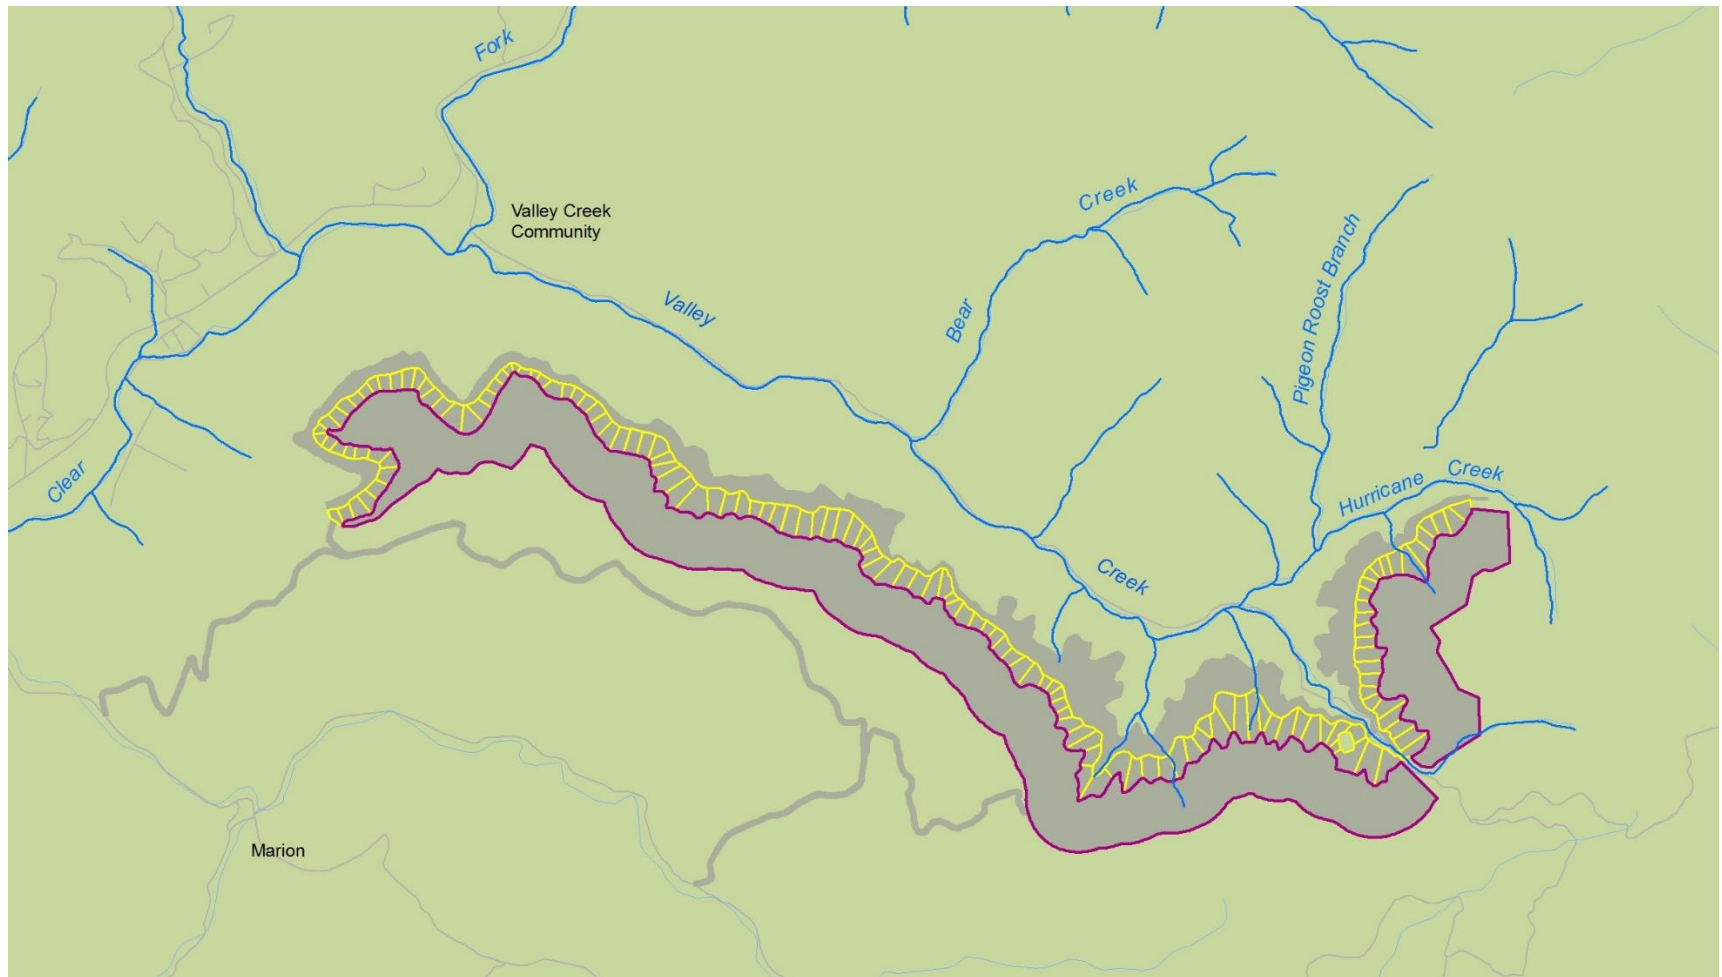 Fork
Valley Creek
Community
Creek
Valley
Bear
Pigeon Roost Branch
Clear
Hurricane
Creek
Creek
Marion